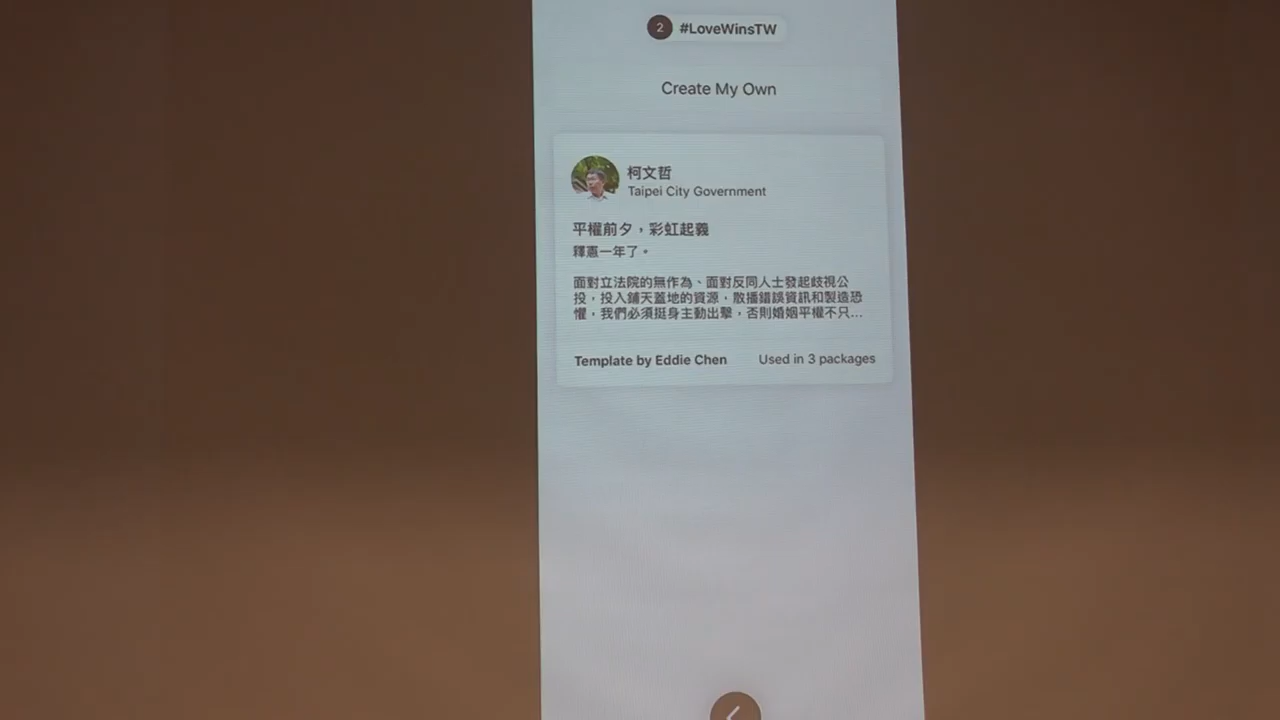 2 #LoveWinsTW
Create My Own
柯文哲
Taipei City Government
平權前夕，彩虹起義
釋憲一年了。
面對立法院的無作為、面對反同人士發起歧視公
投，投入鋪天蓋地的資源，散播錯誤資訊和製造恐
懼，我們必須挺身主動出擊，否則婚姻平權不只...
Template by Eddie Chen
Used in 3 packages